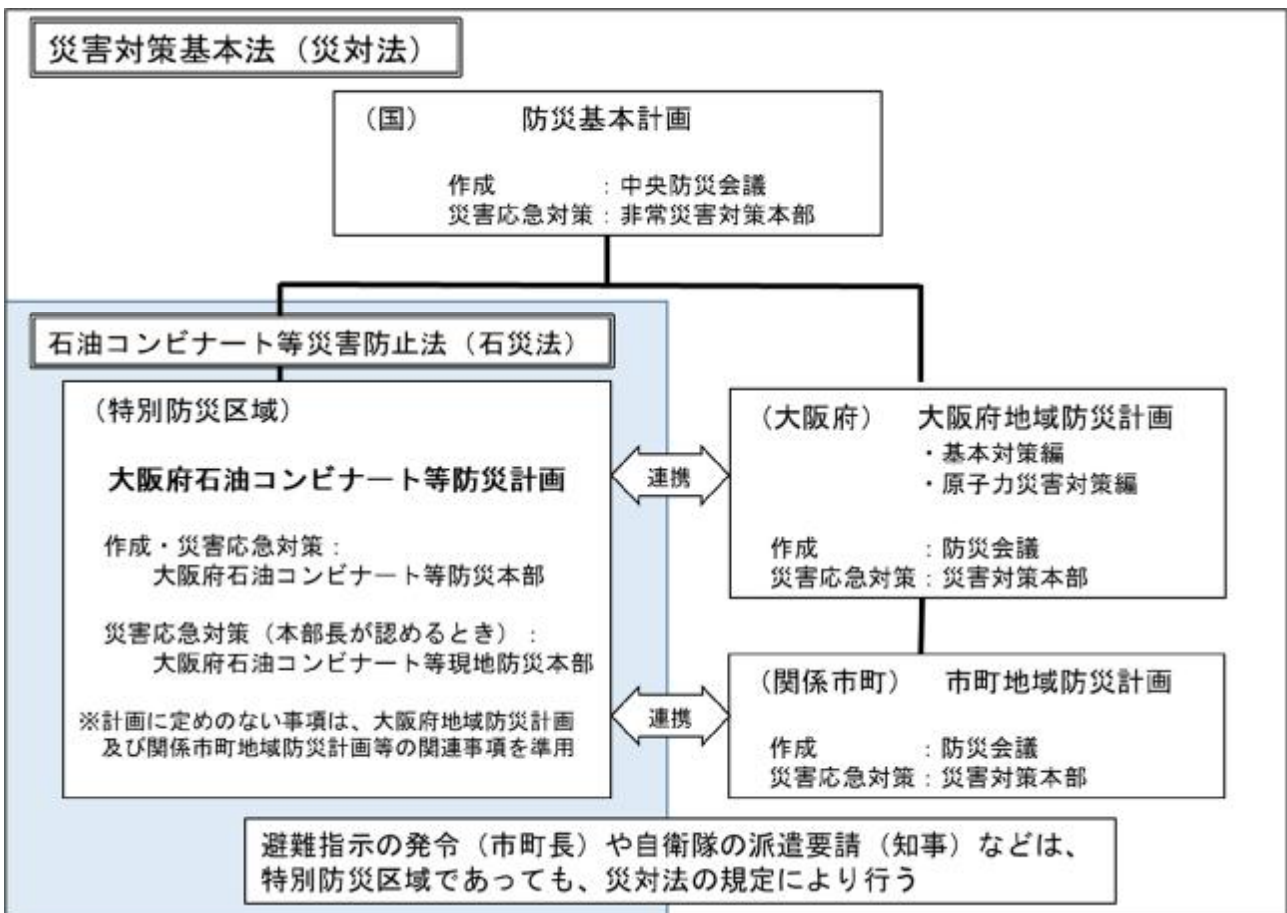 災害対策基本法（災対法）
（国）　防災基本計画
作成　：中央防災会議
災害応急対策：非常災害対策本部
石油コンビナート等災害防止法（石災法）
（特別防災区域）
大阪府石油コンビナート等防災計画
作成・災害応急対策：
大阪府石油コンビナート等防災本部
災害応急対策（本部長が認めるとき）：
大阪府石油コンビナート等現地防災本部
※計画に定めのない事項は、大阪府地域防災計画
及び関係市町地域防災計画等の関連事項を準用
連携
連携
（大阪府）　大阪府地域防災計画
・基本対策編
・原子力災害対策編
作成　：防災会議
災害応急対策：災害対策本部
（関係市町）　市町地域防災計画
作成　：防災会議
災害応急対策：災害対策本部
避難指示の発令（市町長）や自衛隊の派遣要請（知事）などは、
特別防災区域であっても、災対法の規定により行う